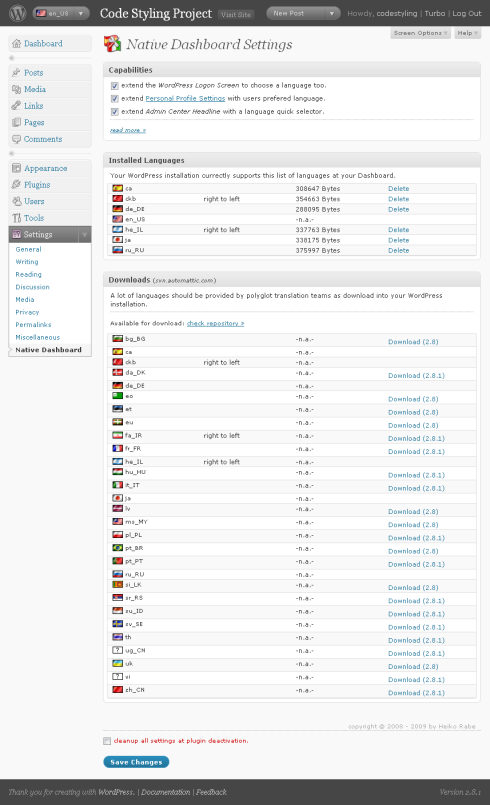 en_US Code Styling Project Visit Site New Post Howdy, codestyling | Turbo | Log Out
Screen Options Help
Dashboard
Posts
Media
Links
Pages
Comments
Appearance
Plugins
Users
Tools
Settings
General
Writing
Reading
Discussion
Media
Privacy
Permalinks
Miscellaneous
Native Dashboard
Native Dashboard Settings
Capabilities
extend the WordPress Logon Screen to choose a language too.
extend Personal Profile Settings with users prefered language.
extend Admin Center Headline with a language quick selector.
read more »
Installed Languages
Your WordPress installation currectly supports this list of languages at your Dashboard.
ca 308647 Bytes Delete
ckb right to left 354663 Bytes Delete
de_DE 288095 Bytes Delete
en_US -n.a.-
he_IL right to left 337763 Bytes Delete
ja 338175 Bytes Delete
ru_RU 375997 Bytes Delete
Downloads (svn.automattic.com)
A lot of languages should be provided by polyglot translation teams as download into your WordPress
installation.
Available for download: check repository »
bg_BG -n.a.- Download (2.8)
ca -n.a.-
ckb right to left -n.a.-
da_DK -n.a.- Download (2.8.1)
de_DE -n.a.-
eo -n.a.- Download (2.8)
et -n.a.- Download (2.8)
eu -n.a.- Download (2.8)
fa_IR right to left -n.a.- Download (2.8.1)
fr_FR -n.a.- Download (2.8.1)
he_IL right to left -n.a.-
hu_HU -n.a.- Download (2.8.1)
it_IT -n.a.- Download (2.8.1)
ja -n.a.-
lv -n.a.- Download (2.8)
ms_MY -n.a.- Download (2.8)
pl_PL -n.a.- Download (2.8.1)
pt_BR -n.a.- Download (2.8)
pt_PT -n.a.- Download (2.8.1)
ru_RU -n.a.-
si_LK -n.a.- Download (2.8)
sr_RS -n.a.- Download (2.8.1)
su_ID -n.a.- Download (2.8.1)
sv_SE -n.a.- Download (2.8.1)
th -n.a.- Download (2.8.1)
ug_CN -n.a.- Download (2.8.1)
uk -n.a.- Download (2.8)
vi -n.a.- Download (2.8.1)
zh_CN -n.a.- Download (2.8.1)
copyright © 2008 - 2009 by Heiko Rabe
cleanup all settings at plugin deactivation.
Save Changes
Thank you for creating with WordPress. | Documentation | Feedback Version 2.8.1